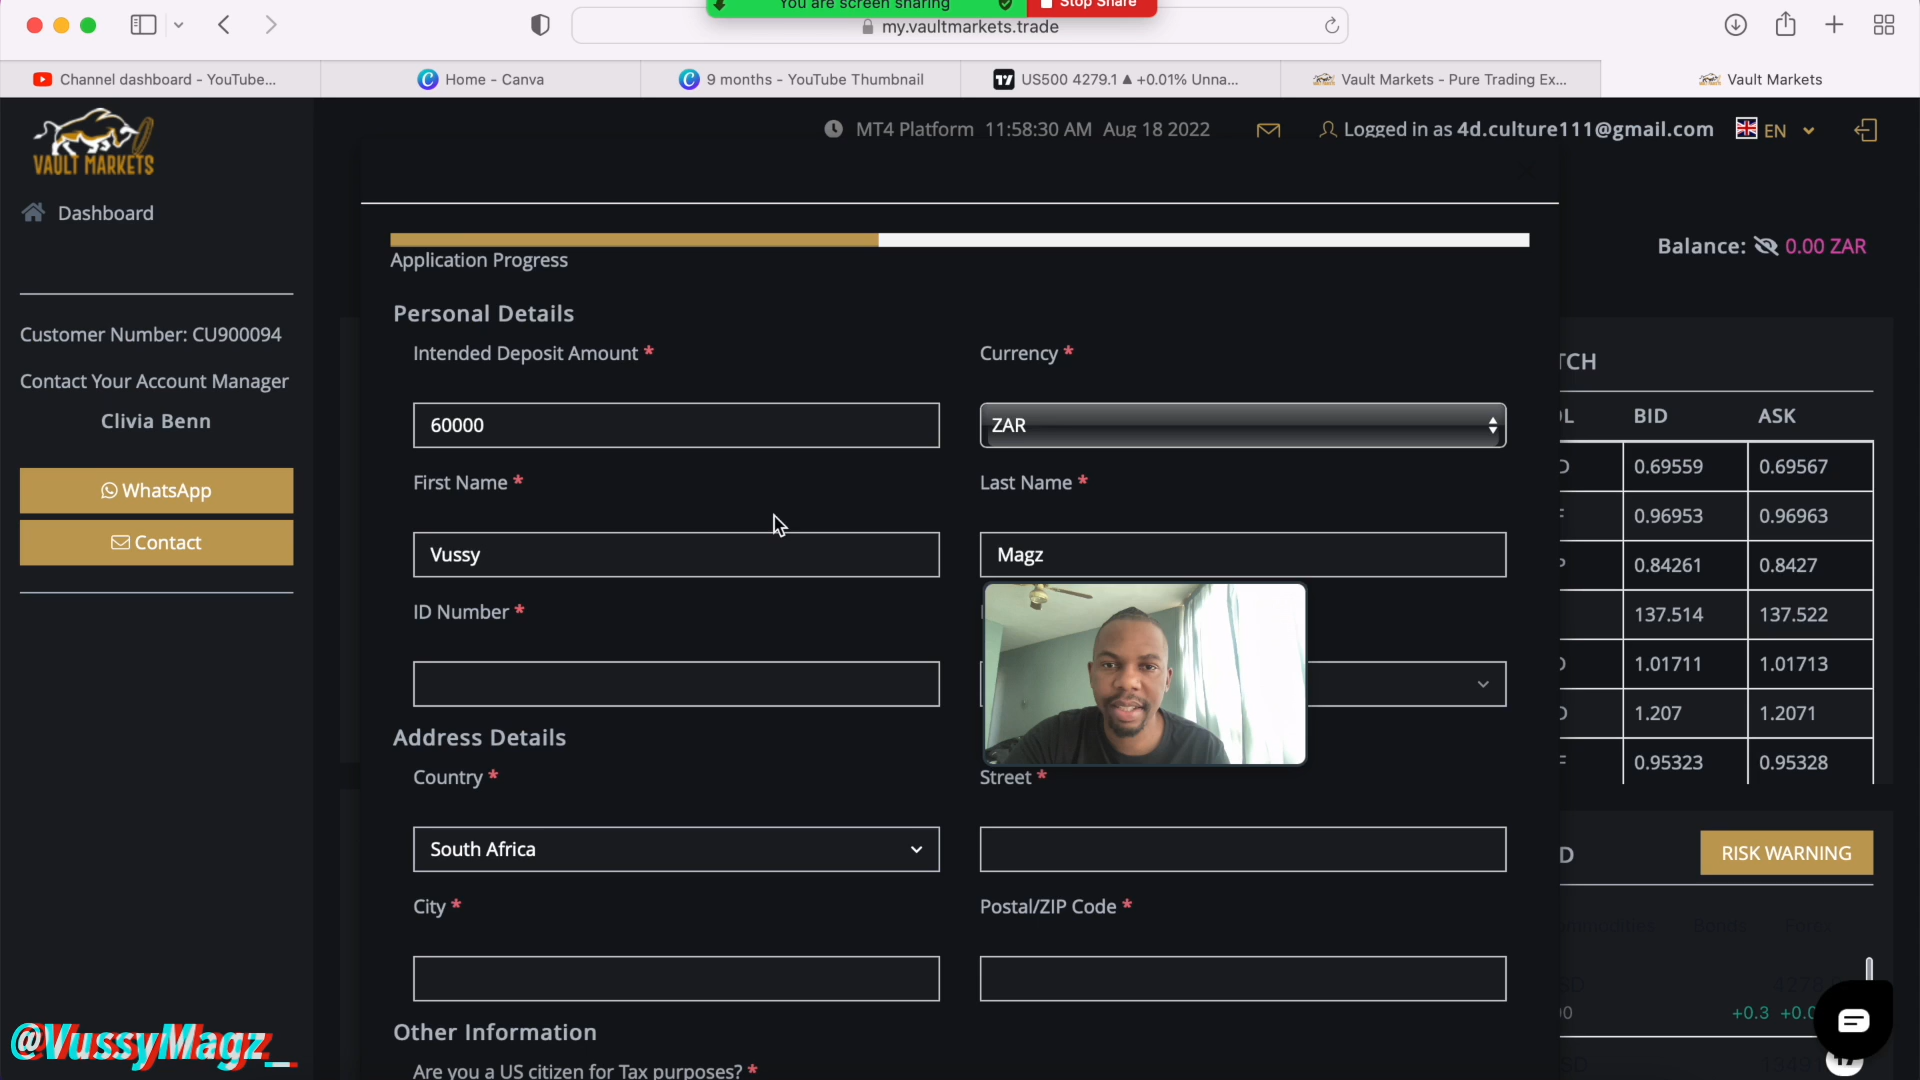 You are screen sharing
Stop Share
my.vaultmarkets.trade
Channel dashboard - YouTube...
Home - Canva
9 months - YouTube Thumbnail
US500 4279.1 ▲ +0.01% Unna...
Vault Markets - Pure Trading Ex...
Vault Markets
VAULT MARKETS
MT4 Platform 11:58:30 AM Aug 18 2022
Logged in as 4d.culture111@gmail.com
EN
Dashboard
Balance: 0.00 ZAR
Application Progress
Customer Number: CU900094
Contact Your Account Manager
Clivia Benn
WhatsApp
Contact
Personal Details
Intended Deposit Amount *
Currency *
60000
ZAR
First Name *
Last Name *
Vussy
Magz
ID Number *
Address Details
Country *
Street *
South Africa
City *
Postal/ZIP Code *
Other Information
Are you a US citizen for Tax purposes? *
TCH
BID ASK
0.69559 0.69567
0.96953 0.96963
0.84261 0.8427
137.514 137.522
1.01711 1.01713
1.207 1.2071
0.95323 0.95328
RISK WARNING
Bonds
Forex
+0.3
@VussyMagz_